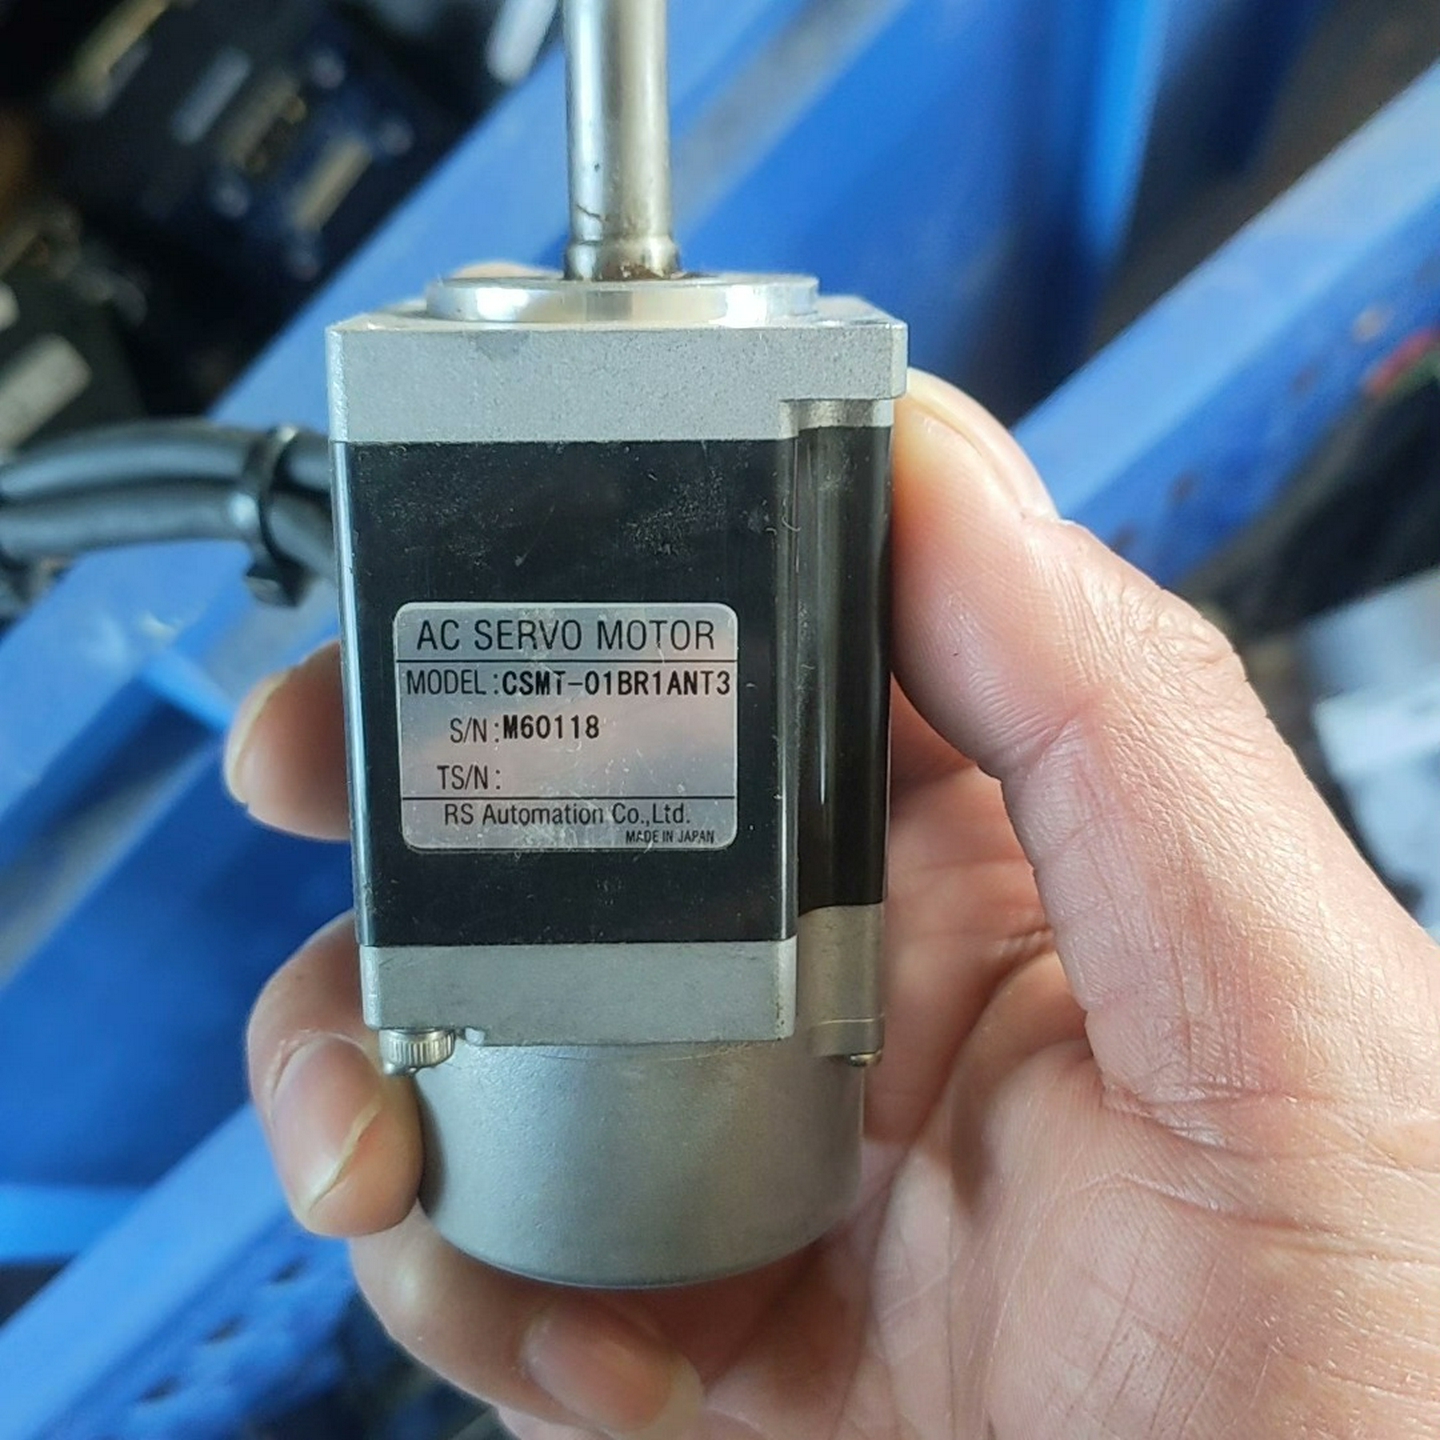 AC SERVO MOTOR
MODEL:CSMT-01BR1ANT3
S/N:M60118
TS/N:
RS Automation Co.,Ltd.
MADE IN JAPAN